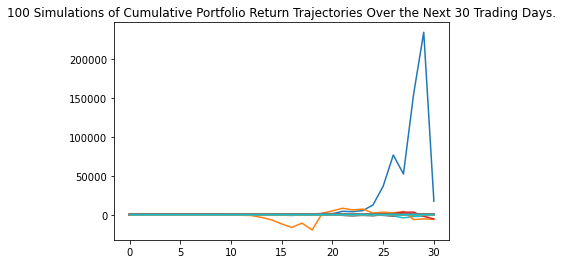 100 Simulations of Cumulative Portfolio Return Trajectories Over the Next 30 Trading Days.
200000
150000
100000
50000
0
0 5 10 15 20 25 30